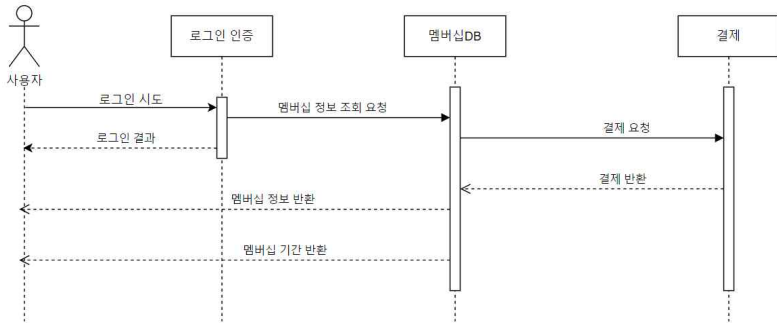 로그인 인증
멤버십DB
결제
사용자
로그인 시도
멤버십 정보 조회 요청
결제 요청
로그인 결과
결제 반환
멤버십 정보 반환
멤버십 기간 반환